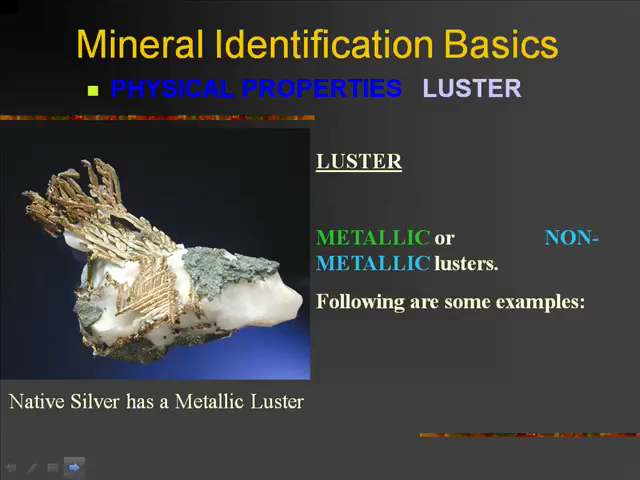 Mineral Identification Basics
PHYSICAL PROPERTIES LUSTER
LUSTER
METALLIC or NON-
METALLIC lusters.
Following are some examples:
Native Silver has a Metallic Luster